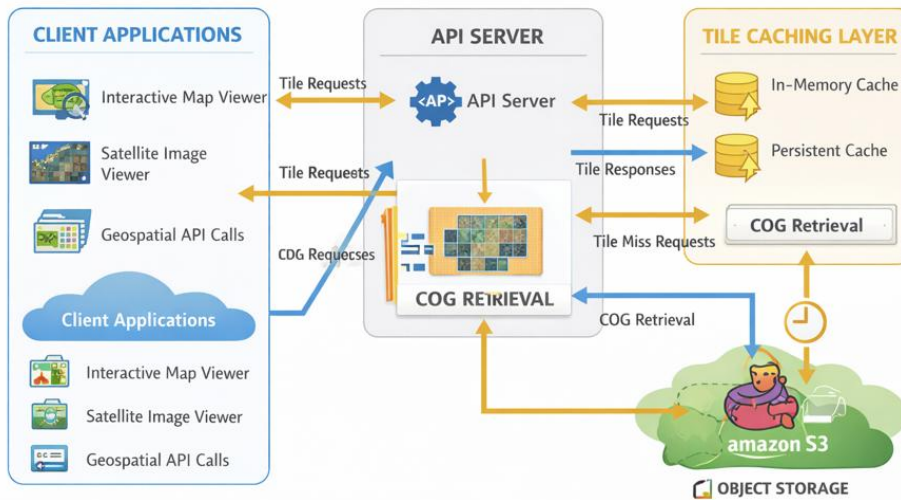 CLIENT APPLICATIONS
Interactive Map Viewer
Satellite Image
Viewer
Geospatial API Calls
Client Applications
Interactive Map Viewer
Satellite Image Viewer
Geospatial API Calls
Tile Requests
Tile Requests
CDG Requecses
API SERVER
<AP>
API Server
COG RETRIEVAL
Tile Requests
Tile Responses
Tile Miss Requests
COG Retrieval
TILE CACHING LAYER
In-Memory Cache
Persistent Cache
COG Retrieval
amazon S3
OBJECT STORAGE